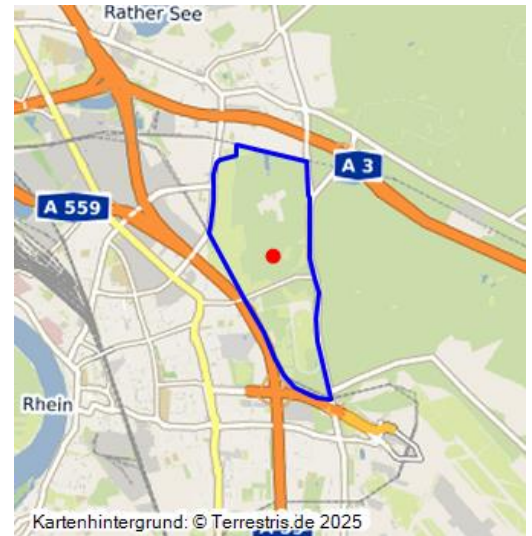 Rather See
A 3
A 559
Rhein
Kartenhintergrund: © Terrestris.de 2025